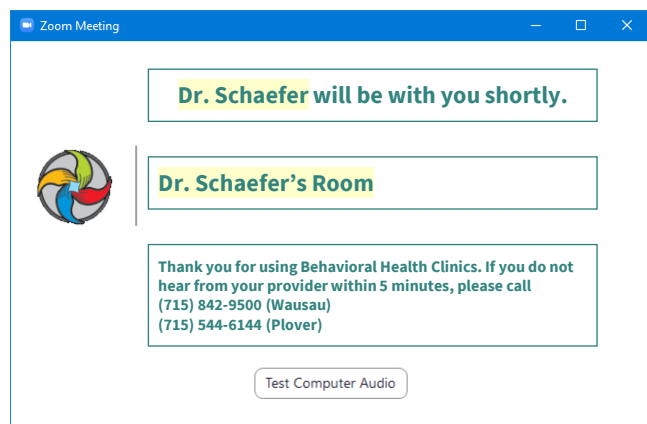 Zoom Meeting
Dr. Schaefer will be with you shortly.
Dr. Schaefer’s Room
Thank you for using Behavioral Health Clinics. If you do not
hear from your provider within 5 minutes, please call
(715) 842-9500 (Wausau)
(715) 544-6144 (Plover)
Test Computer Audio